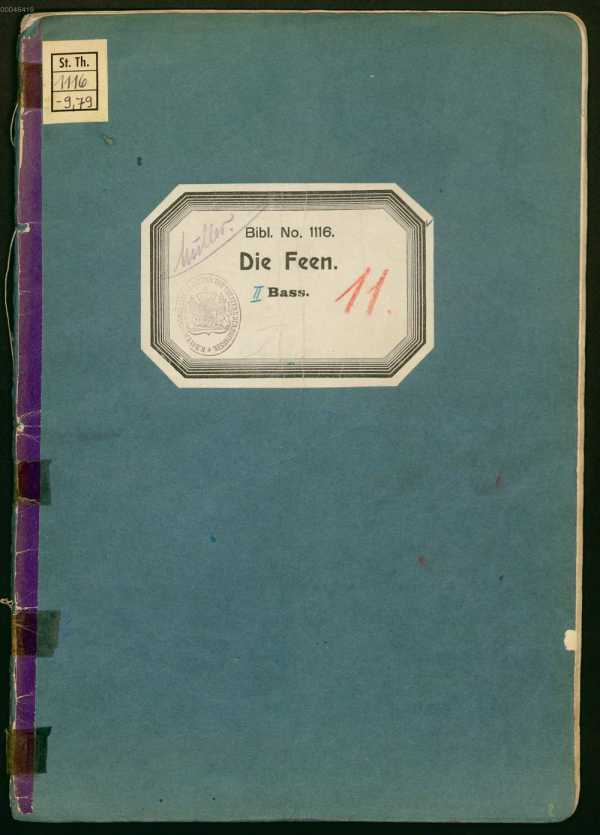 00046419
St. Th.
1116
-9,79
Müller.
Bibl. No. 1116.
Die Feen.
II Bass.
11.